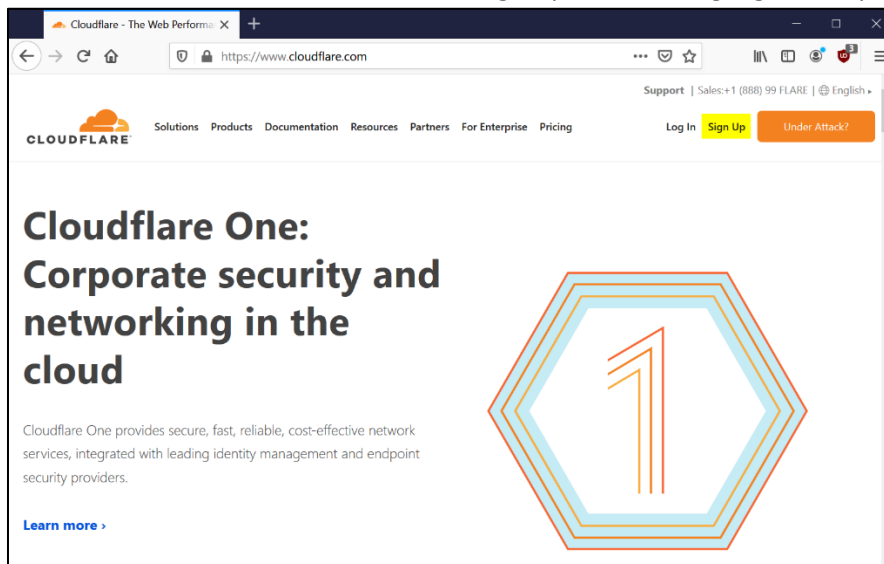 Cloudflare - The Web Performa
https://www.cloudflare.com
3
Support | Sales:+1 (888) 99 FLARE | English ▸
CLOUDFLARE
Solutions Products Documentation Resources Partners For Enterprise Pricing Log In Sign Up Under Attack?
Cloudflare One:
Corporate security and
networking in the
cloud
1
Cloudflare One provides secure, fast, reliable, cost-effective network
services, integrated with leading identity management and endpoint
security providers.
Learn more ›